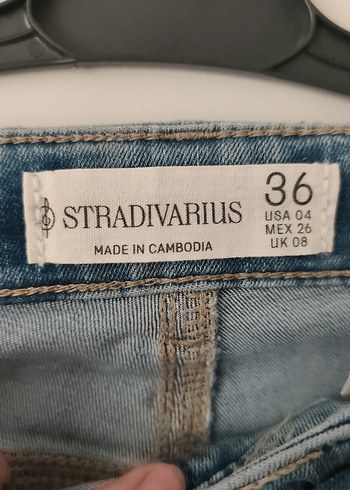 STRADIVARIUS
MADE IN CAMBODIA
36
USA 04
MEX 26
UK 08